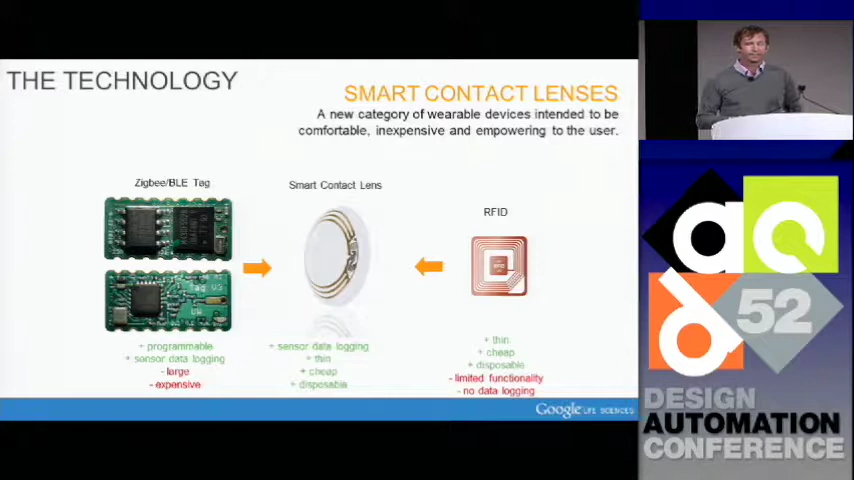 THE TECHNOLOGY
SMART CONTACT LENSES
A new category of wearable devices intended to be
comfortable, inexpensive and empowering to the user.
Zigbee/BLE Tag
Smart Contact Lens
RFID
+ programmable
+ sensor data logging
- large
- expensive
+ sensor data logging
+ thin
+ cheap
+ disposable
+ thin
+ cheap
+ disposable
- limited functionality
- no data logging
Google LIFE SCIENCES
52
DESIGN
AUTOMATION
CONFERENCE